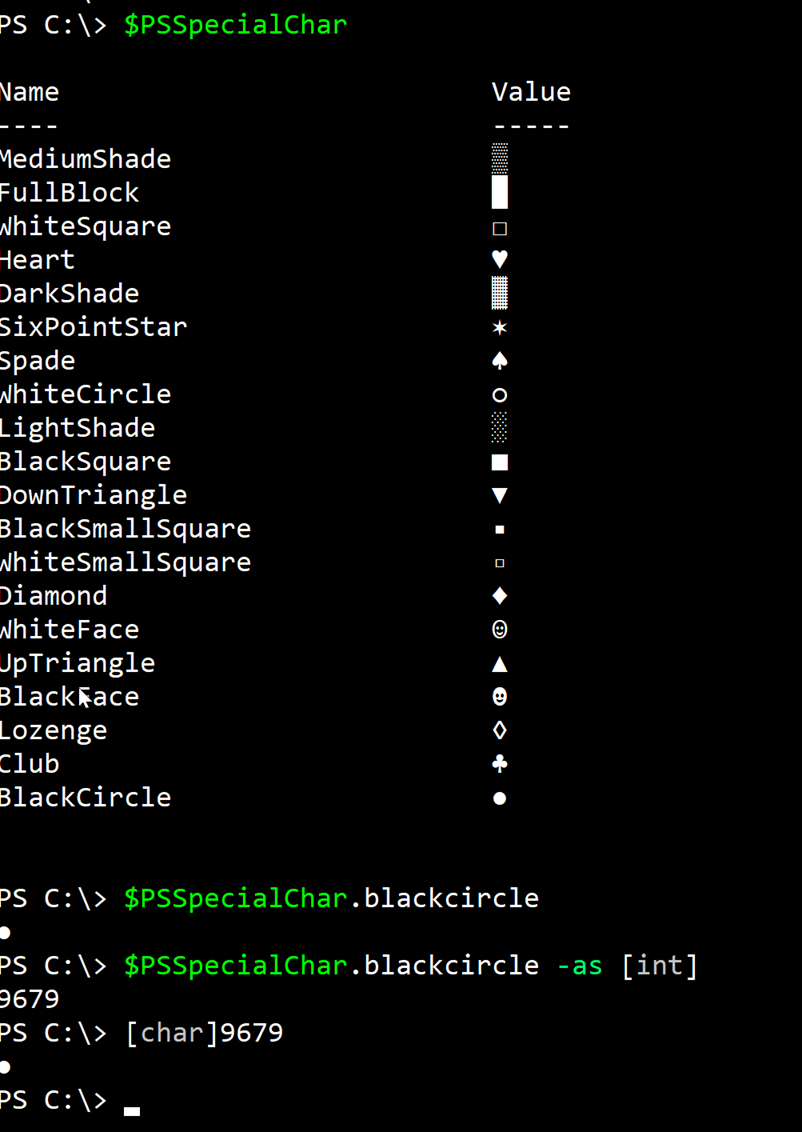 PS C:\> $PSSpecialChar
Name Value
---- -----
MediumShade ▒
FullBlock █
WhiteSquare □
Heart ♥
DarkShade ▓
SixPointStar ✶
Spade ♠
WhiteCircle ○
LightShade ░
BlackSquare ■
DownTriangle ▼
BlackSmallSquare ▪
WhiteSmallSquare ▫
Diamond ♦
WhiteFace ☺
UpTriangle ▲
BlackFace ☻
Lozenge ◊
Club ♣
BlackCircle ●
PS C:\> $PSSpecialChar.blackcircle
●
PS C:\> $PSSpecialChar.blackcircle -as [int]
9679
PS C:\> [char]9679
●
PS C:\> _